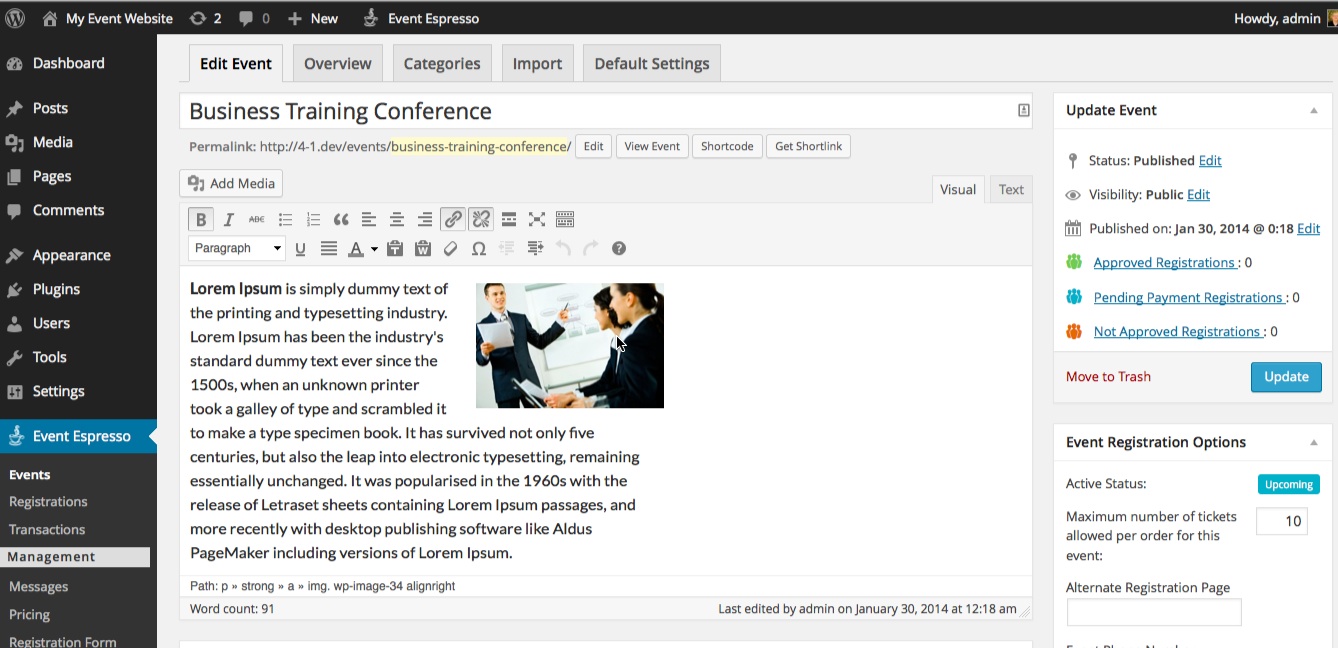 My Event Website 2 0 New Event Espresso Howdy, admin
Dashboard
Posts
Media
Pages
Comments
Appearance
Plugins
Users
Tools
Settings
Event Espresso
Events
Registrations
Transactions
Management
Messages
Pricing
Registration Form
Edit Event Overview Categories Import Default Settings
Business Training Conference
Permalink: http://4-1.dev/events/business-training-conference/ Edit View Event Shortcode Get Shortlink
Add Media
Visual Text
B I ABC
Paragraph U A T W Ω ?
Lorem Ipsum is simply dummy text of
the printing and typesetting industry.
Lorem Ipsum has been the industry's
standard dummy text ever since the
1500s, when an unknown printer
took a galley of type and scrambled it
to make a type specimen book. It has survived not only five
centuries, but also the leap into electronic typesetting, remaining
essentially unchanged. It was popularised in the 1960s with the
release of Letraset sheets containing Lorem Ipsum passages, and
more recently with desktop publishing software like Aldus
PageMaker including versions of Lorem Ipsum.
Path: p » strong » a » img. wp-image-34 alignright
Word count: 91 Last edited by admin on January 30, 2014 at 12:18 am
Update Event
Status: Published Edit
Visibility: Public Edit
Published on: Jan 30, 2014 @ 0:18 Edit
Approved Registrations : 0
Pending Payment Registrations : 0
Not Approved Registrations : 0
Move to Trash Update
Event Registration Options
Active Status: Upcoming
Maximum number of tickets
allowed per order for this
event:
10
Alternate Registration Page